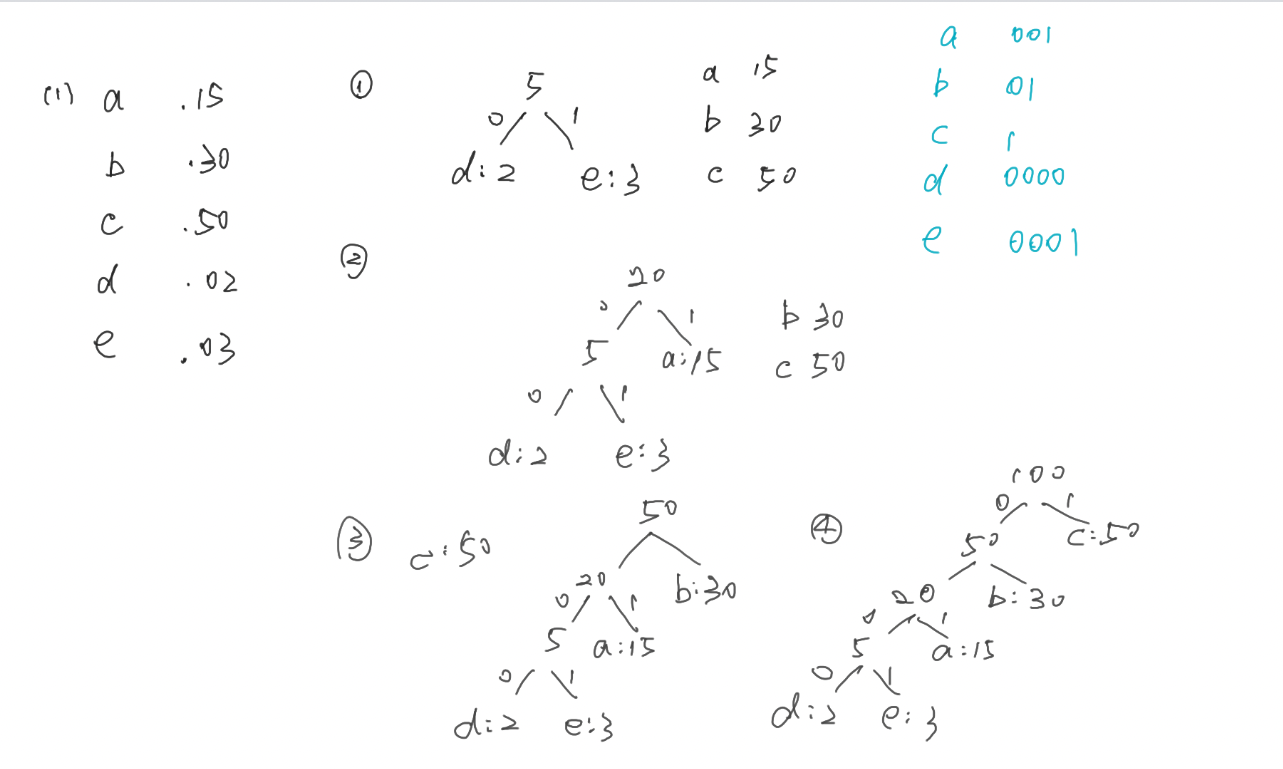 (1) a .15
b .30
c .50
d .02
e .03
①
5
0 1
d:2 e:3
a 15
b 30
c 50
a 001
b 01
c 1
d 0000
e 0001
②
20
0 1
5 a:15
0 1
d:2 e:3
b 30
c 50
③ c:50
50
20 b:30
0 1
5 a:15
0 1
d:2 e:3
④
100
0 1
50 c:50
20 b:30
0 1
5 a:15
0 1
d:2 e:3